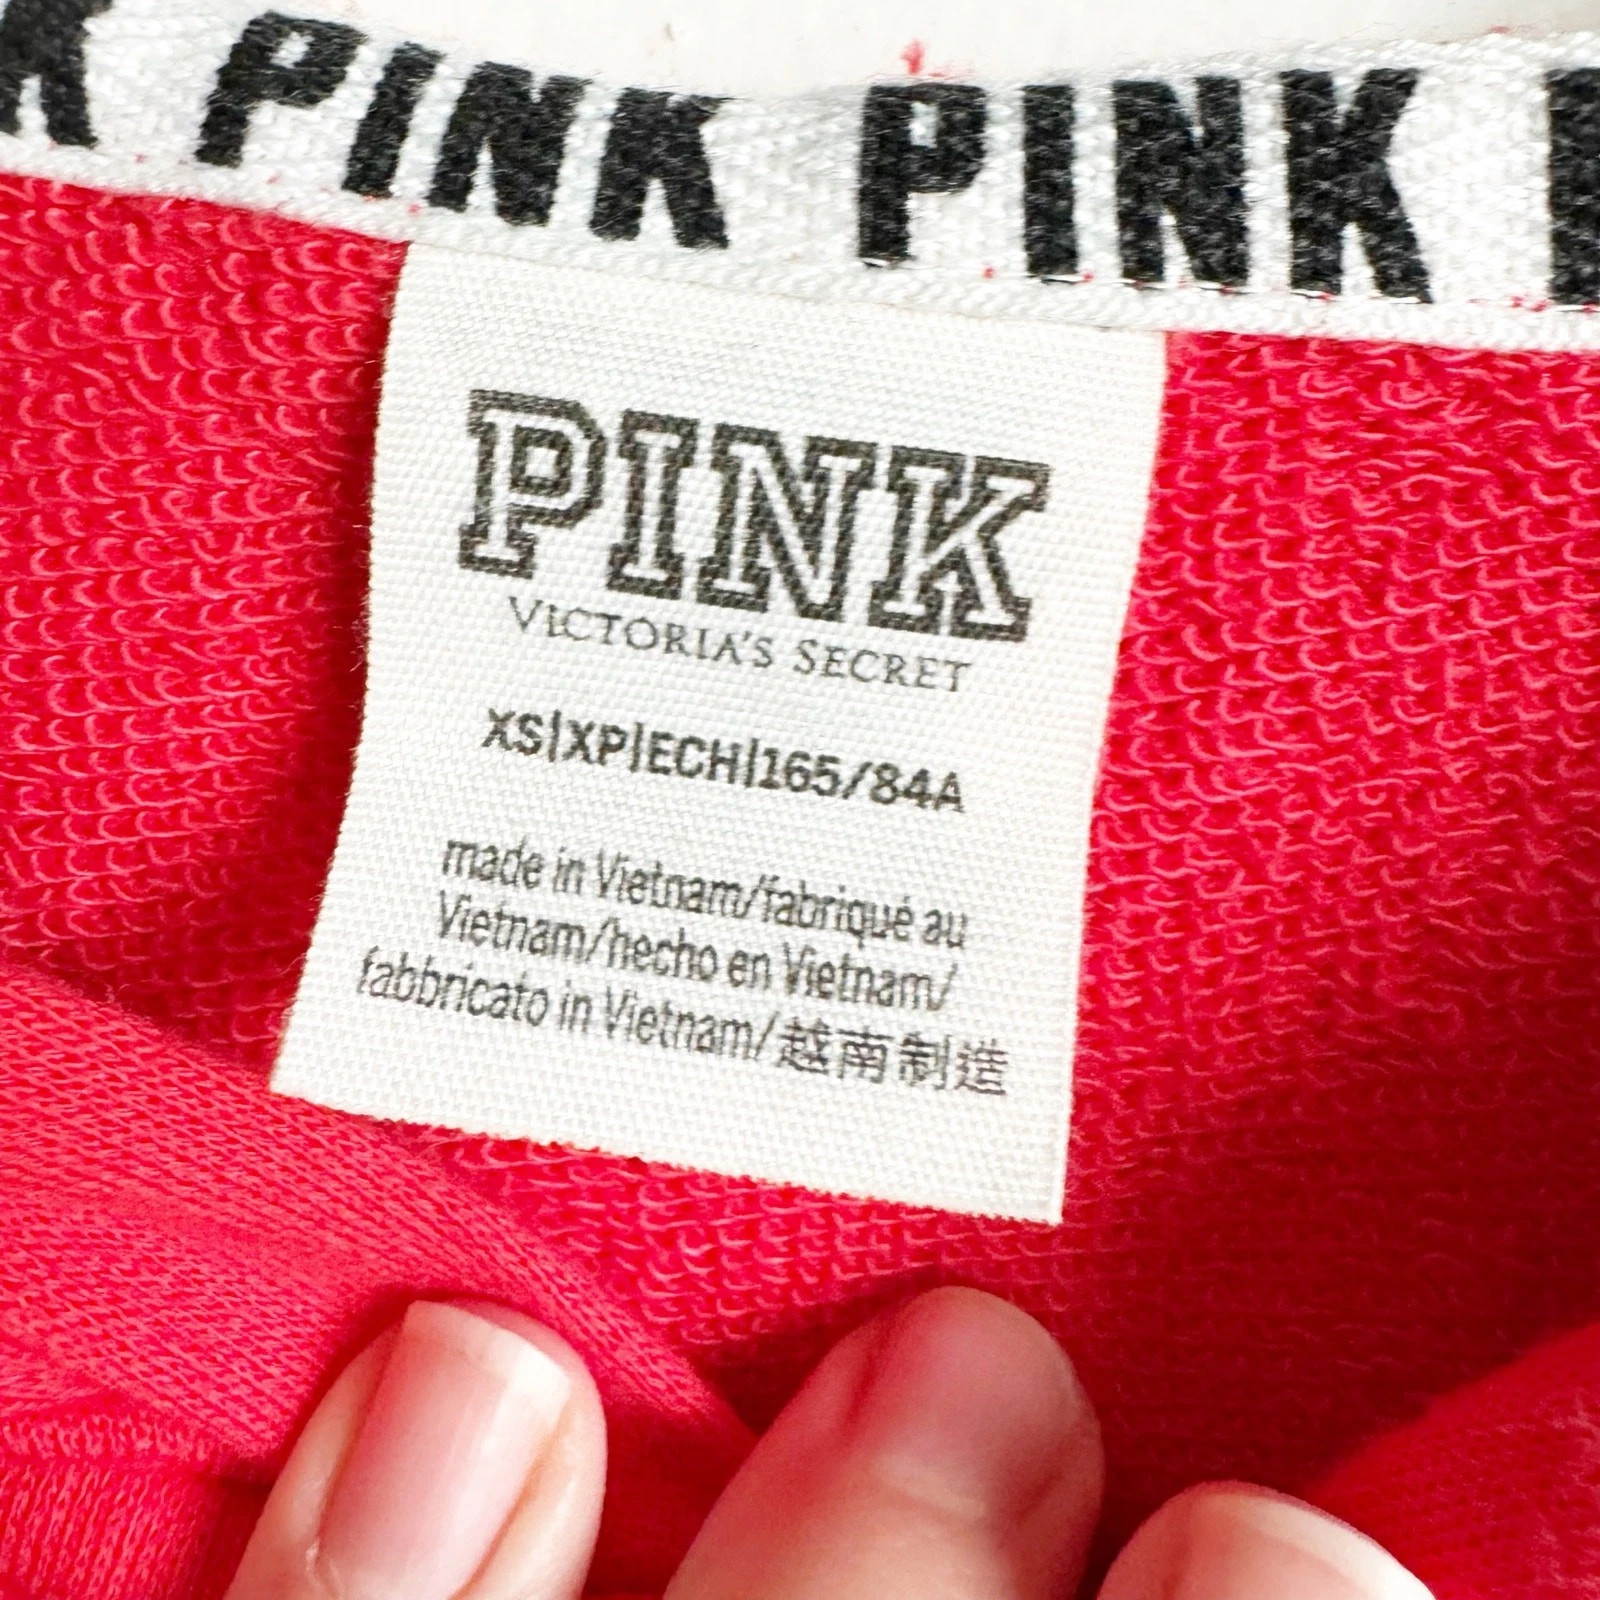 PINK PINK
PINK
VICTORIA'S SECRET
XS|XP|ECH|165/84A
made in Vietnam/fabriqué au
Vietnam/hecho en Vietnam/
fabbricato in Vietnam/越南制造